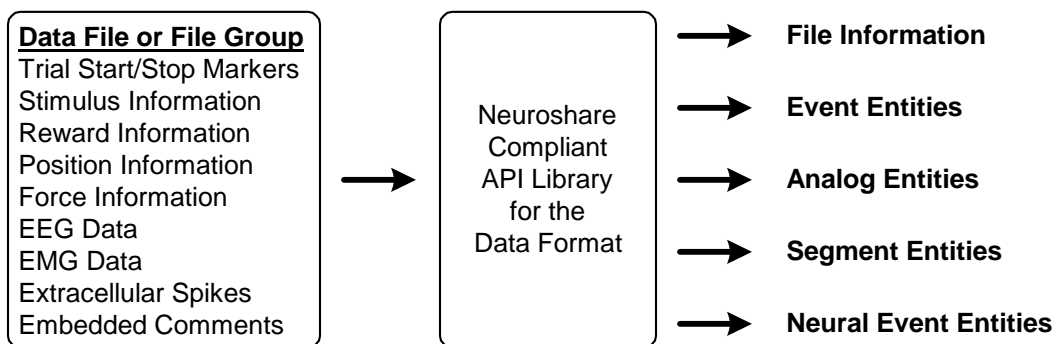 Data File or File Group
Trial Start/Stop Markers
Stimulus Information
Reward Information
Position Information
Force Information
EEG Data
EMG Data
Extracellular Spikes
Embedded Comments
Neuroshare
Compliant
API Library
for the
Data Format
File Information
Event Entities
Analog Entities
Segment Entities
Neural Event Entities